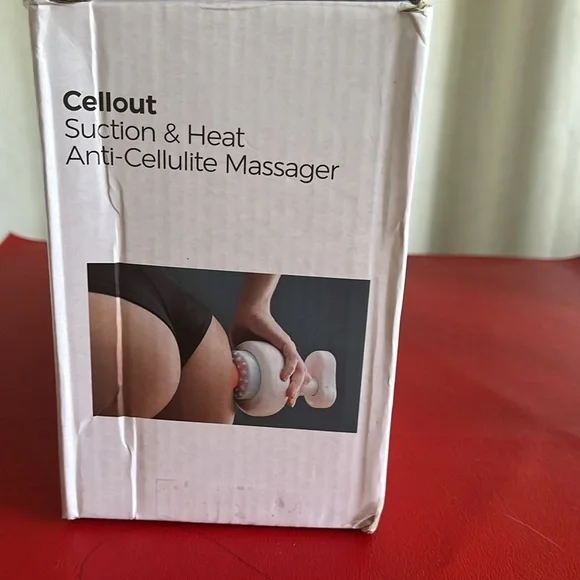 Cellout
Suction & Heat
Anti-Cellulite Massager